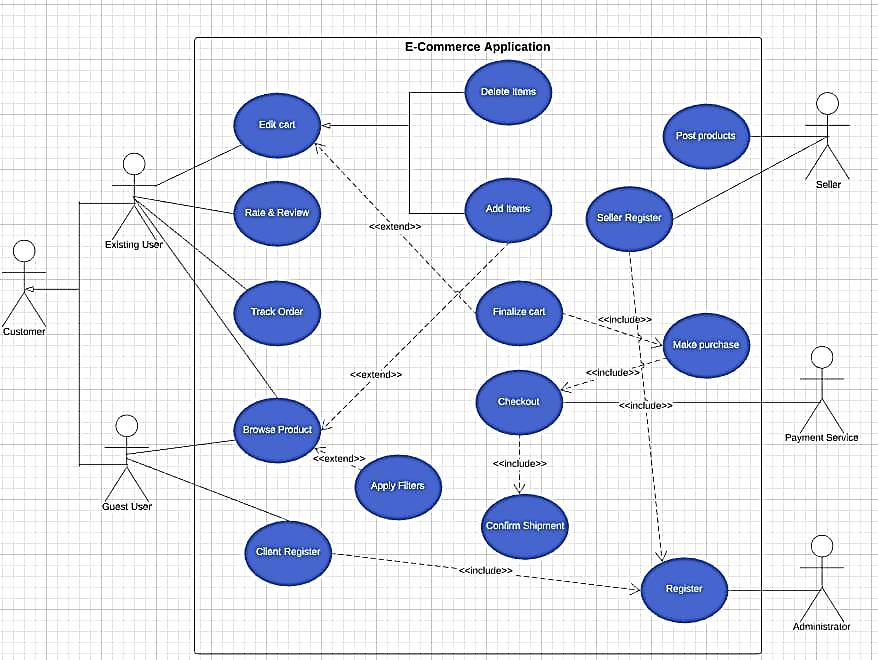 E-Commerce Application
Delete Items
Edit cart
Post products
Seller
Rate & Review
Add Items
Seller Register
<<extend>>
Existing User
Track Order
Finalize cart
<<include>>
Customer
Make purchase
<<include>>
<<extend>>
Checkout
<<include>>
Payment Service
Browse Product
<<extend>>
<<include>>
Apply Filters
Guest User
Confirm Shipment
Client Register
<<include>>
Register
Administrator